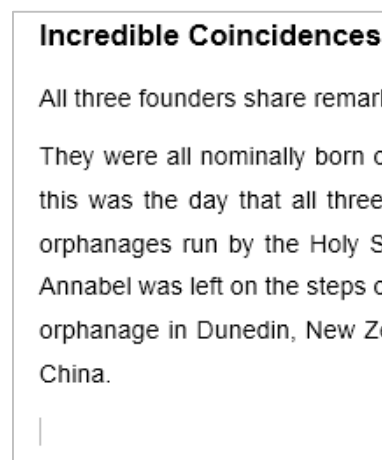 Incredible Coincidences
All three founders share
They were all nominally born
this was the day that all three
orphanages run by the Holy
Annabel was left on the steps
orphanage in Dunedin, New
China.